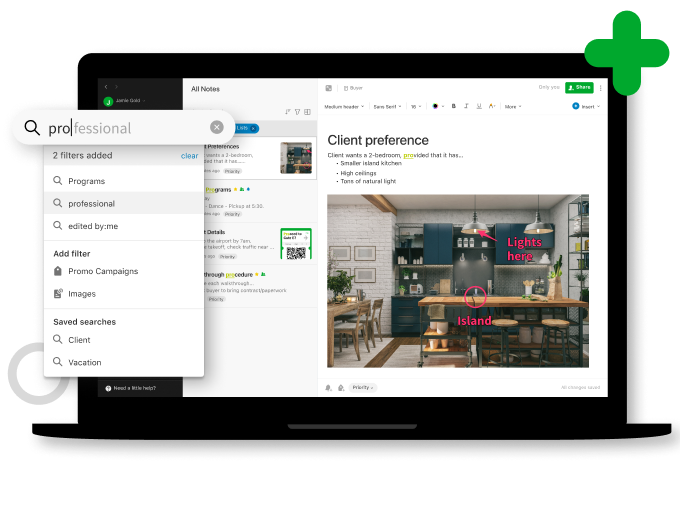 All Notes
Jamie Gold
J
professional
2 filters added
clear
Programs
professional
edited by:me
Add filter
Promo Campaigns
Images
Saved searches
Client
Vacation
Need a little help?
Preferences
wants a 2-bedroom,
Priority
Programs
- Dance - Pickup at 5:30.
Priority
Details
the airport by 7am.
takeoff, check traffic near ...
Priority
through procedure
each walkthrough...
buyer to bring contract/paperwork
Priority
Buyer
Only you
Share
Medium header
Sans Serif
16
B
I
U
A
More
Insert
Client preference
Client wants a 2-bedroom, provided that it has...
• Smaller island kitchen
• High ceilings
• Tons of natural light
Lights
here
Island
Priority
All changes saved